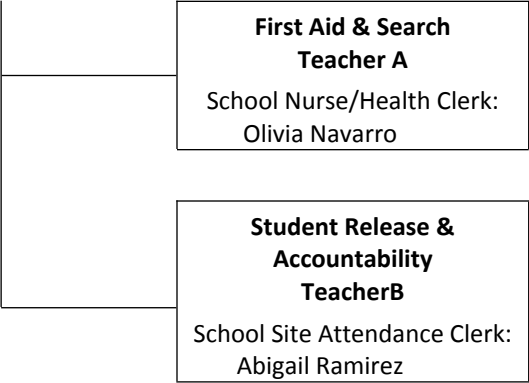 First Aid & Search
Teacher A
School Nurse/Health Clerk:
Olivia Navarro
Student Release &
Accountability
TeacherB
School Site Attendance Clerk:
Abigail Ramirez